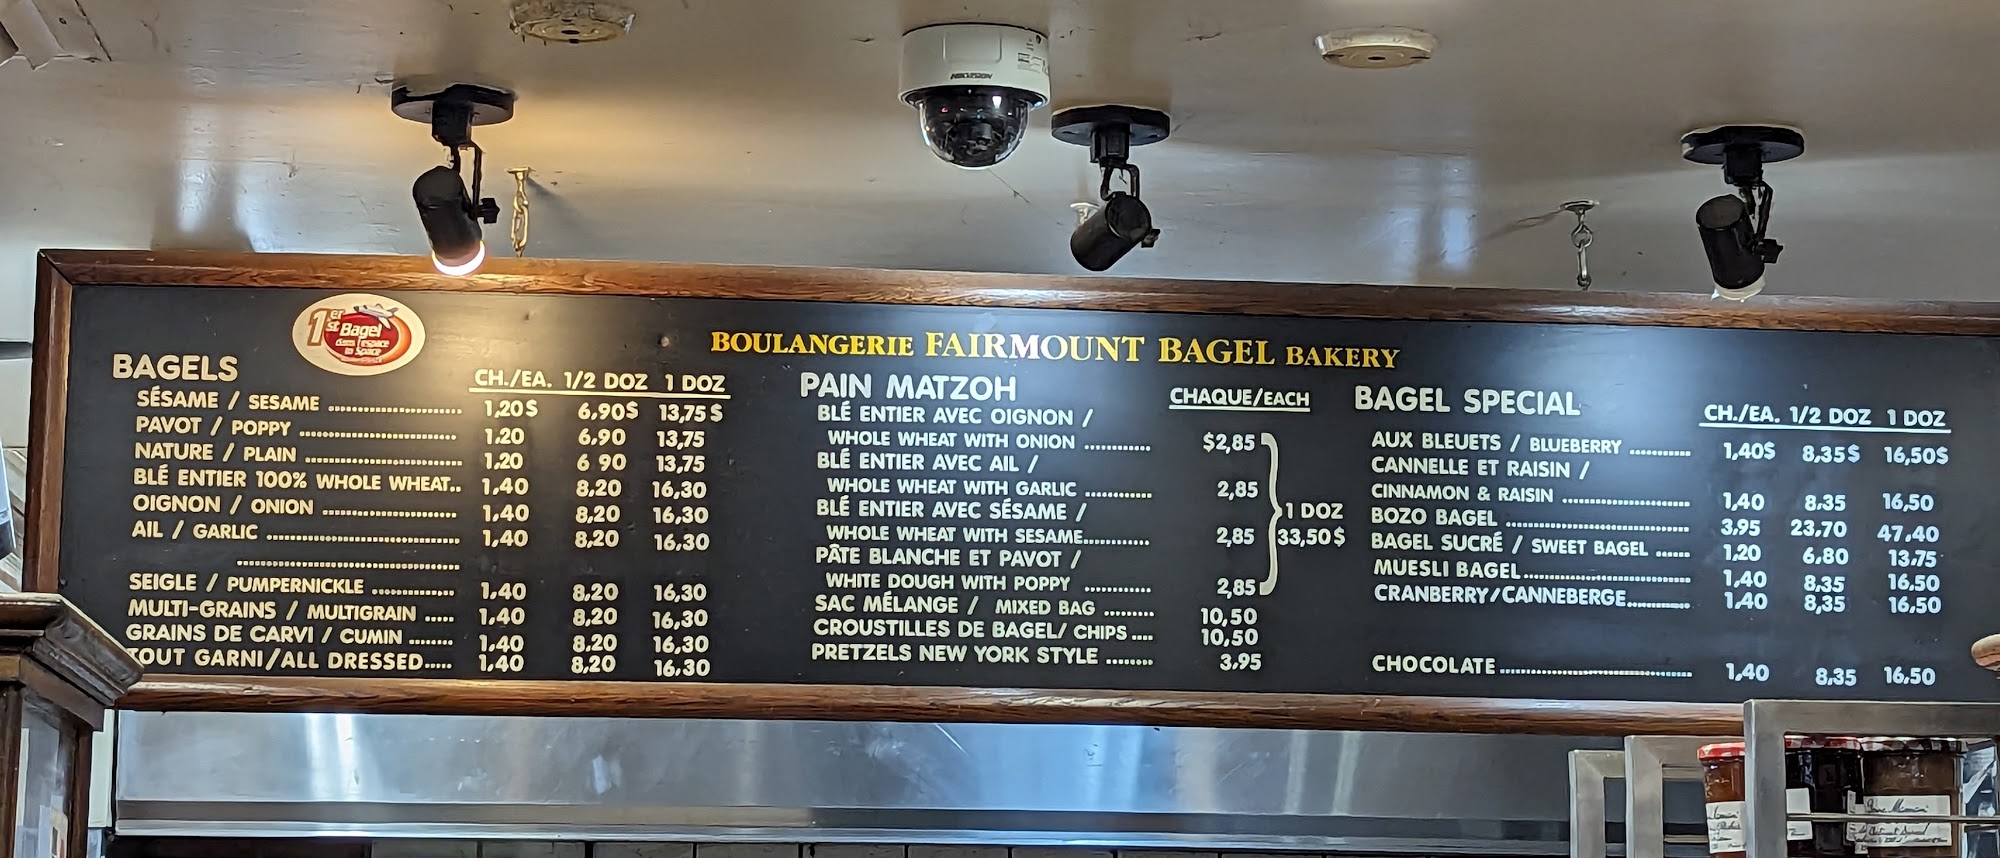 HIKVISION
1er
st Bagel
dans l'espace
in Space
BOULANGERIE FAIRMOUNT BAGEL BAKERY
BAGELS
CH./EA. 1/2 DOZ 1 DOZ
SÉSAME / SESAME 1,20$ 6,90$ 13,75$
PAVOT / POPPY 1,20 6,90 13,75
NATURE / PLAIN 1,20 6 90 13,75
BLÉ ENTIER 100% WHOLE WHEAT.. 1,40 8,20 16,30
OIGNON / ONION 1,40 8,20 16,30
AIL / GARLIC 1,40 8,20 16,30
SEIGLE / PUMPERNICKLE 1,40 8,20 16,30
MULTI-GRAINS / MULTIGRAIN ..... 1,40 8,20 16,30
GRAINS DE CARVI / CUMIN ........ 1,40 8,20 16,30
TOUT GARNI/ALL DRESSED..... 1,40 8,20 16,30
PAIN MATZOH
CHAQUE/EACH
BLÉ ENTIER AVEC OIGNON /
WHOLE WHEAT WITH ONION ............ $2,85
BLÉ ENTIER AVEC AIL /
WHOLE WHEAT WITH GARLIC ............ 2,85
BLÉ ENTIER AVEC SÉSAME /
WHOLE WHEAT WITH SESAME............ 2,85
PÂTE BLANCHE ET PAVOT /
WHITE DOUGH WITH POPPY ............ 2,85
1 DOZ
33,50$
SAC MÉLANGE / MIXED BAG ......... 10,50
CROUSTILLES DE BAGEL/ CHIPS .... 10,50
PRETZELS NEW YORK STYLE ......... 3.95
BAGEL SPECIAL
CH./EA. 1/2 DOZ 1 DOZ
AUX BLEUETS / BLUEBERRY ........... 1,40$ 8,35$ 16,50$
CANNELLE ET RAISIN /
CINNAMON & RAISIN 1,40 8,35 16,50
BOZO BAGEL 3.95 23,70 47.40
BAGEL SUCRÉ / SWEET BAGEL ...... 1,20 6,80 13.75
MUESLI BAGEL 1,40 8,35 16.50
CRANBERRY/CANNEBERGE............ 1,40 8,35 16,50
CHOCOLATE 1,40 8,35 16,50